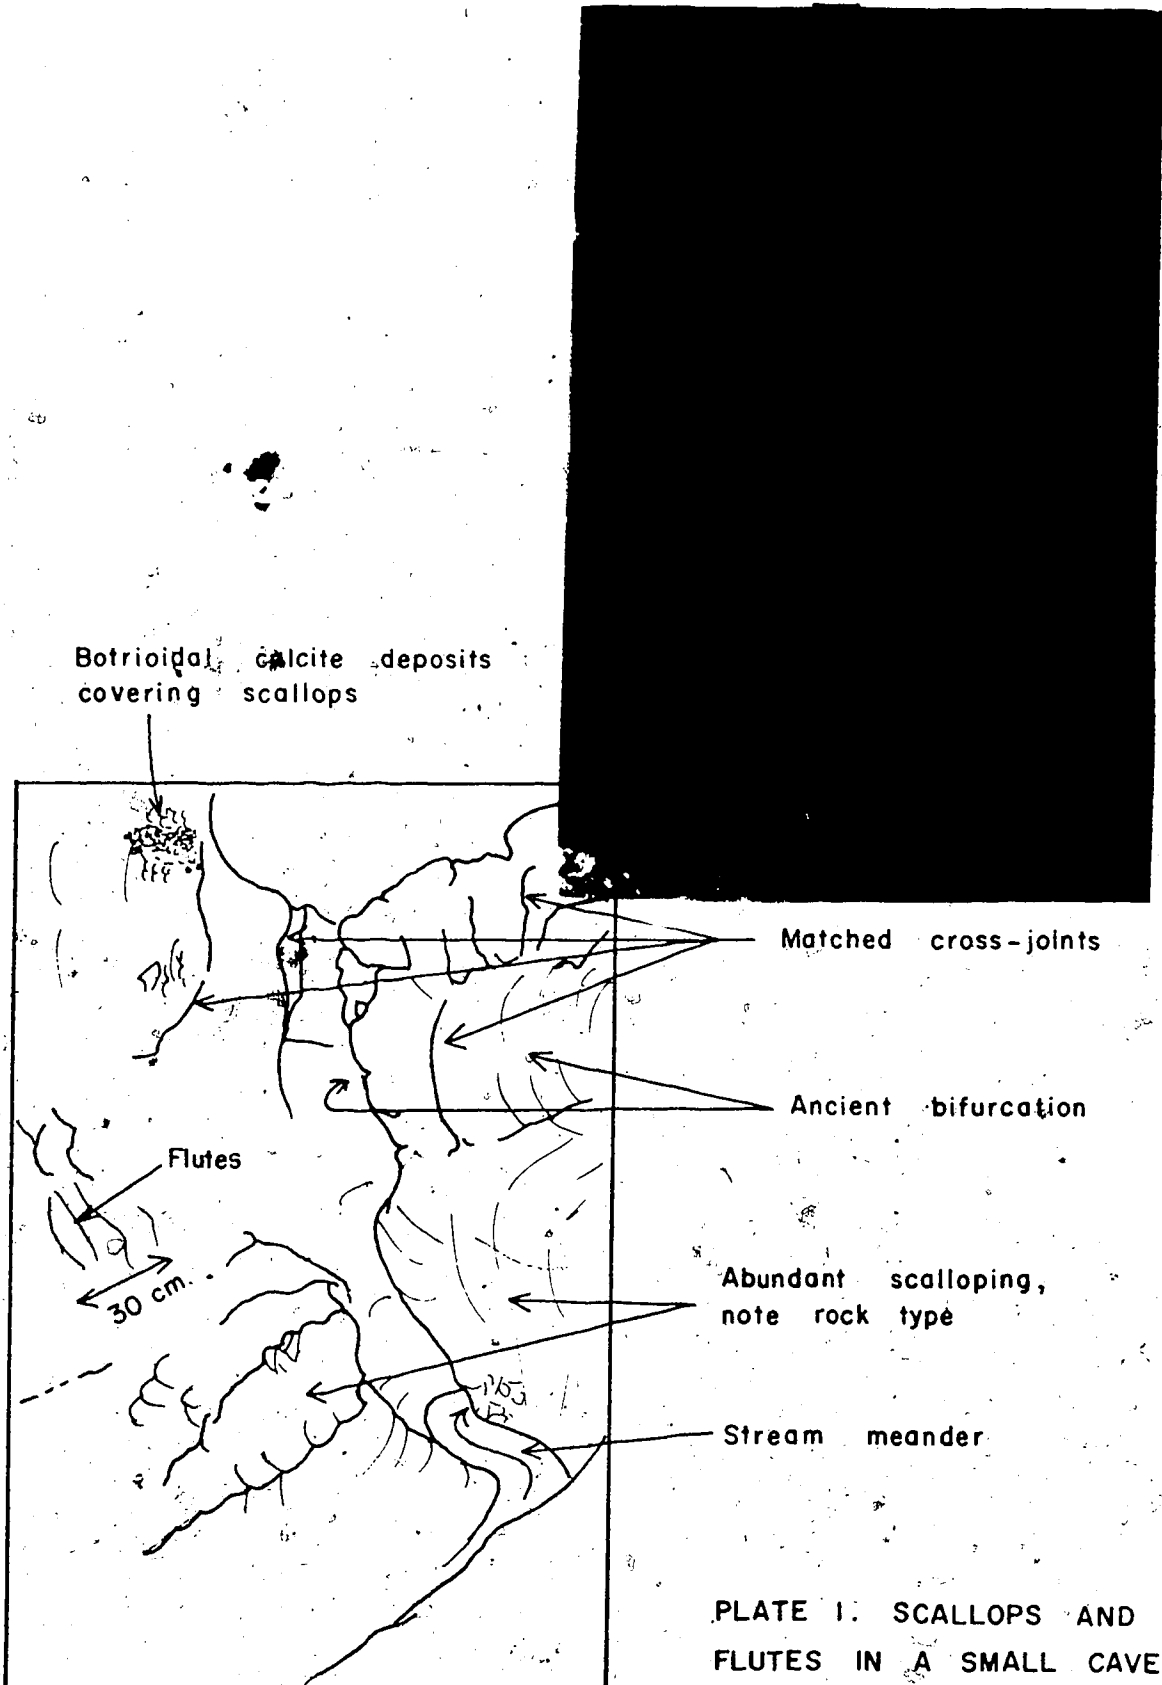 Botrioidal calcite deposits
covering scallops
Matched cross-joints
Ancient bifurcation
Flutes
30 cm.
Abundant scalloping,
note rock type
Stream meander
PLATE 1. SCALLOPS AND
FLUTES IN A SMALL CAVE